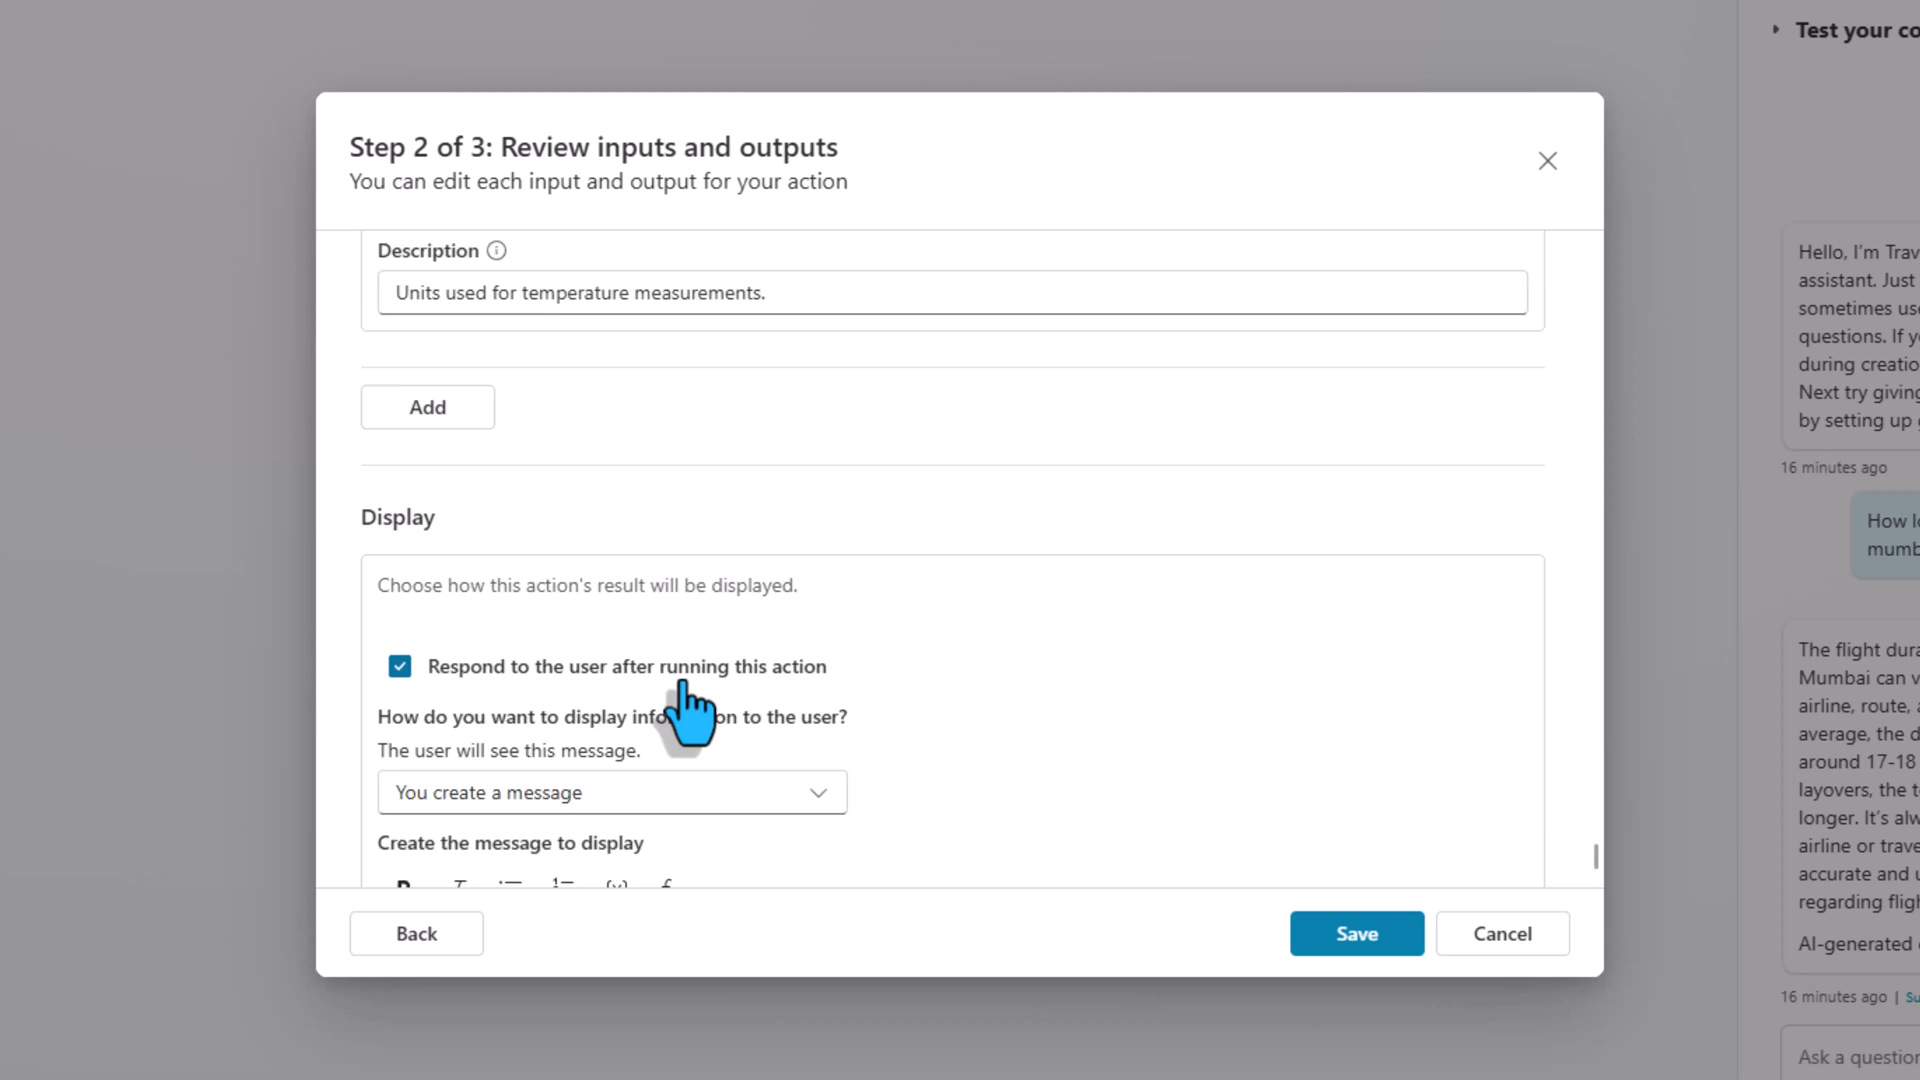 Test your co
Step 2 of 3: Review inputs and outputs
You can edit each input and output for your action
Description
Units used for temperature measurements.
Add
Display
Choose how this action's result will be displayed.
Respond to the user after running this action
How do you want to display info on to the user?
The user will see this message.
You create a message
Create the message to display
Back
Save
Cancel
Hello, I'm Trav
assistant. Just
sometimes use
questions. If y
during creatio
Next try giving
by setting up
16 minutes ago
How lo
mumb
The flight dura
Mumbai can v
airline, route, a
average, the d
around 17-18
layovers, the t
longer. It's alw
airline or trave
accurate and u
regarding fligh
AI-generated
16 minutes ago | Su
Ask a question